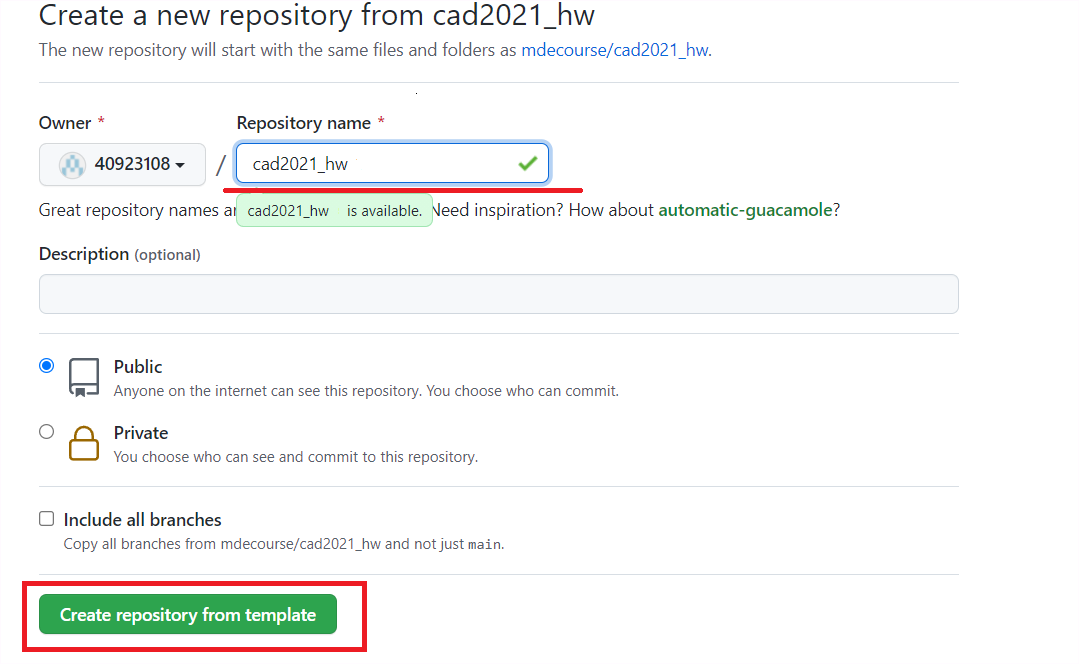 Create a new repository from cad2021_hw
The new repository will start with the same files and folders as mdecourse/cad2021_hw.
Owner * Repository name *
40923108 / cad2021_hw
Great repository names a cad2021_hw is available. Need inspiration? How about automatic-guacamole?
Description (optional)
Public
Anyone on the internet can see this repository. You choose who can commit.
Private
You choose who can see and commit to this repository.
Include all branches
Copy all branches from mdecourse/cad2021_hw and not just main.
Create repository from template